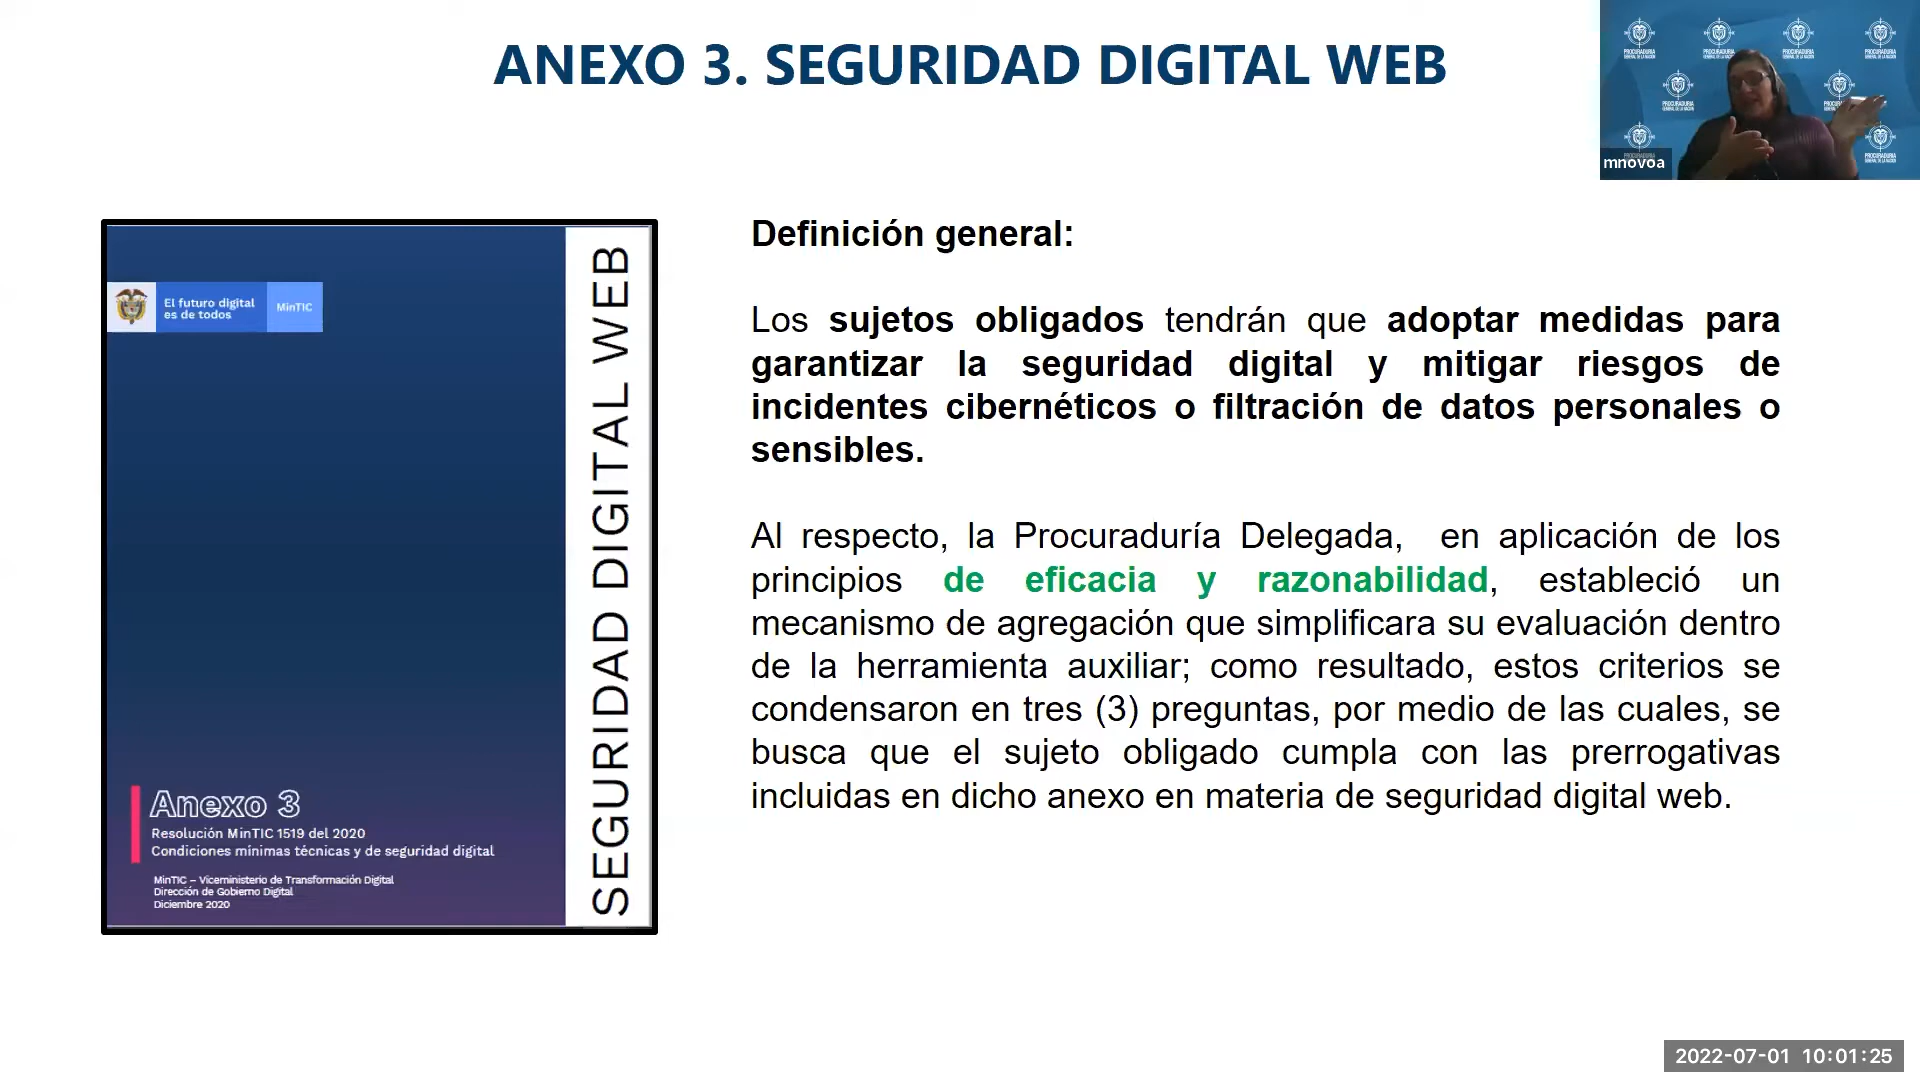 ANEXO 3. SEGURIDAD DIGITAL WEB
mnovoa
El futuro digital
es de todos
MinTIC
SEGURIDAD DIGITAL WEB
Anexo 3
Resolución MinTIC 1519 del 2020
Condiciones mínimas técnicas y de seguridad digital
MinTIC – Viceministerio de Transformación Digital
Dirección de Gobierno Digital
Diciembre 2020
Definición general:
Los sujetos obligados tendrán que adoptar medidas para
garantizar la seguridad digital y mitigar riesgos de
incidentes cibernéticos o filtración de datos personales o
sensibles.
Al respecto, la Procuraduría Delegada, en aplicación de los
principios de eficacia y razonabilidad, estableció un
mecanismo de agregación que simplificara su evaluación dentro
de la herramienta auxiliar; como resultado, estos criterios se
condensaron en tres (3) preguntas, por medio de las cuales, se
busca que el sujeto obligado cumpla con las prerrogativas
incluidas en dicho anexo en materia de seguridad digital web.
PROCURADURIA
GENERAL DE LA NACION
2022-07-01 10:01:25